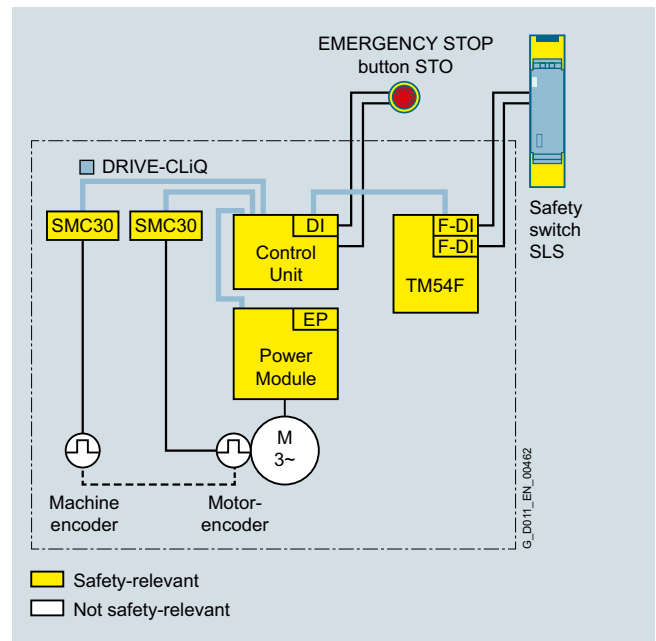 EMERGENCY STOP
button STO
DRIVE-CLiQ
SMC30
SMC30
DI
Control
Unit
F-DI
F-DI
TM54F
Safety
switch
SLS
EP
Power
Module
M
3~
Machine
encoder
Motor-
encoder
G_D011_EN_00462
Safety-relevant
Not safety-relevant